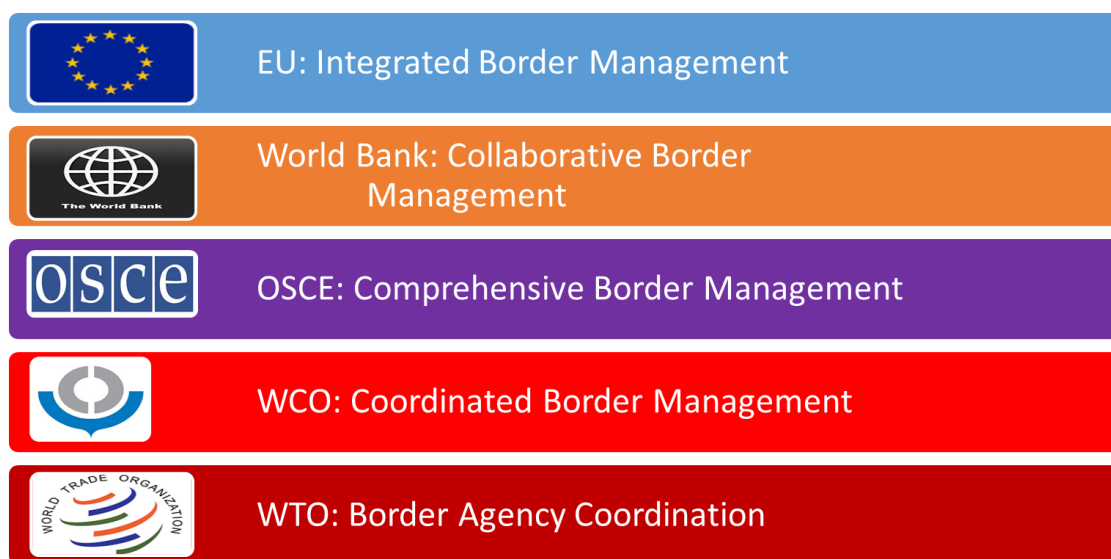 EU: Integrated Border Management
The World Bank
World Bank: Collaborative Border
Management
osce
OSCE: Comprehensive Border Management
WCO: Coordinated Border Management
WORLD TRADE ORGANIZATION
WTO: Border Agency Coordination